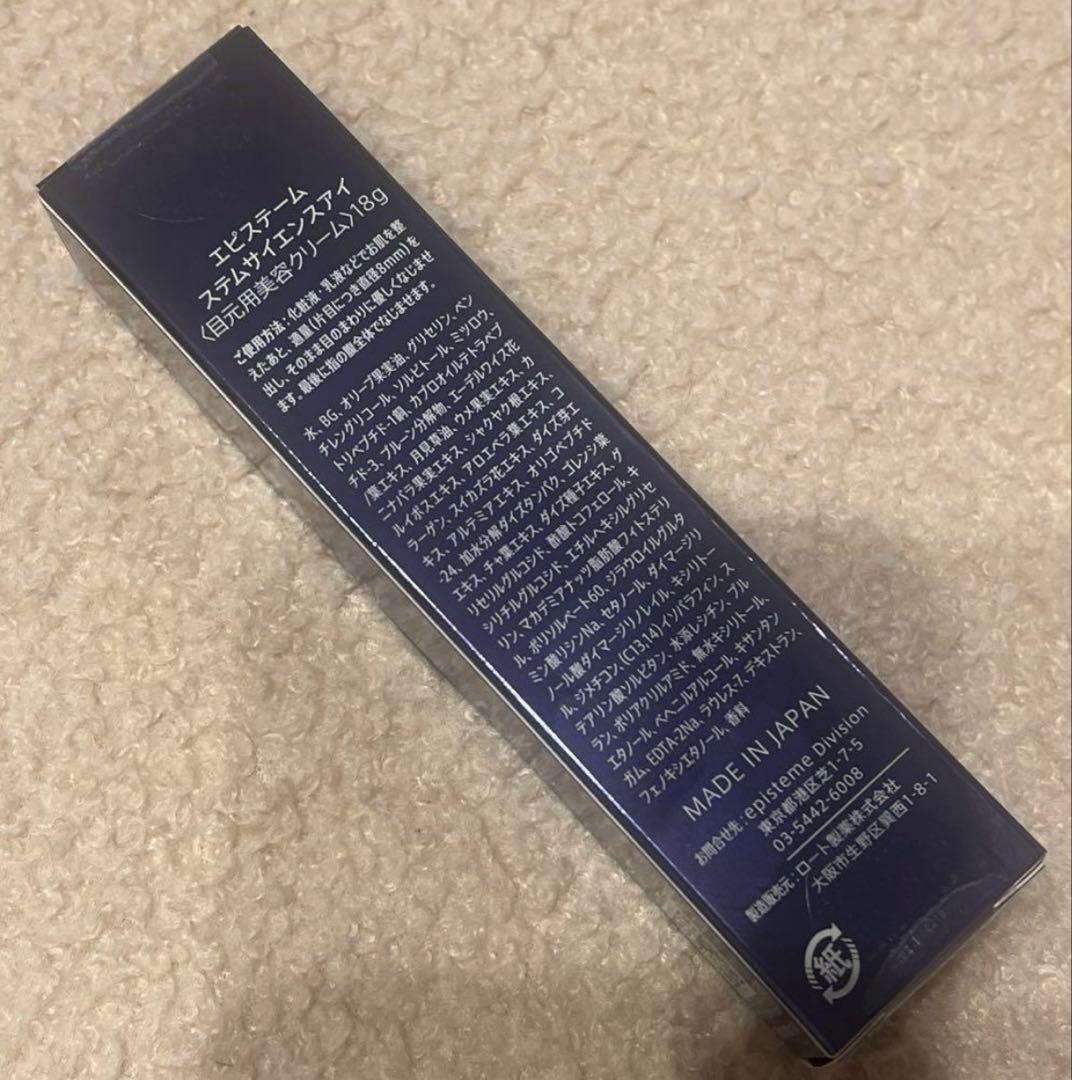 エピステーム
ステムサイエンスアイ
〈目元用美容クリーム〉18g
ご使用方法：化粧液・乳液などでお肌を整
えたあと、適量(片目につき直径8mm)を
出し、そのまま目のまわりに優しくなじませ
ます。最後に指の腹全体でなじませます。
水、BG、オリーブ果実油、グリセリン、ペン
チレングリコール、ソルビトール、ミツロウ、
トリペプチド-1銅、カプロオイルテトラペプ
チド-3、プルーン分解物、エーデルワイス花
/葉エキス、月見草油、ウメ果実エキス、カ
ニナバラ果実エキス、シャクヤク根エキス、
ルイボスエキス、アロエベラ葉エキス、コ
ラーゲン、スイカズラ花エキス、ダイズ芽エ
キス、アルテミアエキス、オリゴペプチド
-24、加水分解ダイズタンパク、ゴレンシ葉
エキス、チャ葉エキス、ダイズ種子エキス、グ
リセリルグルコシド、酢酸トコフェロール、キ
シリチルグルコシド、エチルヘキシルグリセ
リン、マカデミアナッツ脂肪酸フィトステリ
ル、ポリソルベート60、ジラウロイルグルタ
ミン酸リシンNa、セタノール、ダイマージリ
ノール酸ダイマージリノレイル、キシリトー
ル、ジメチコン、(C13,14)イソパラフィン、ス
テアリン酸ソルビタン、水添レシチン、プルル
ラン、ポリアクリルアミド、無水キシリトール、
エタノール、ベヘニルアルコール、キサンタン
ガム、EDTA-2Na、ラウレス-7、デキストラン、
フェノキシエタノール、香料
MADE IN JAPAN
お問合せ先：episteme Division
東京都港区芝1-7-5
03-5442-6008
製造販売元：ロート製薬株式会社
大阪市生野区巽西1-8-1
紙